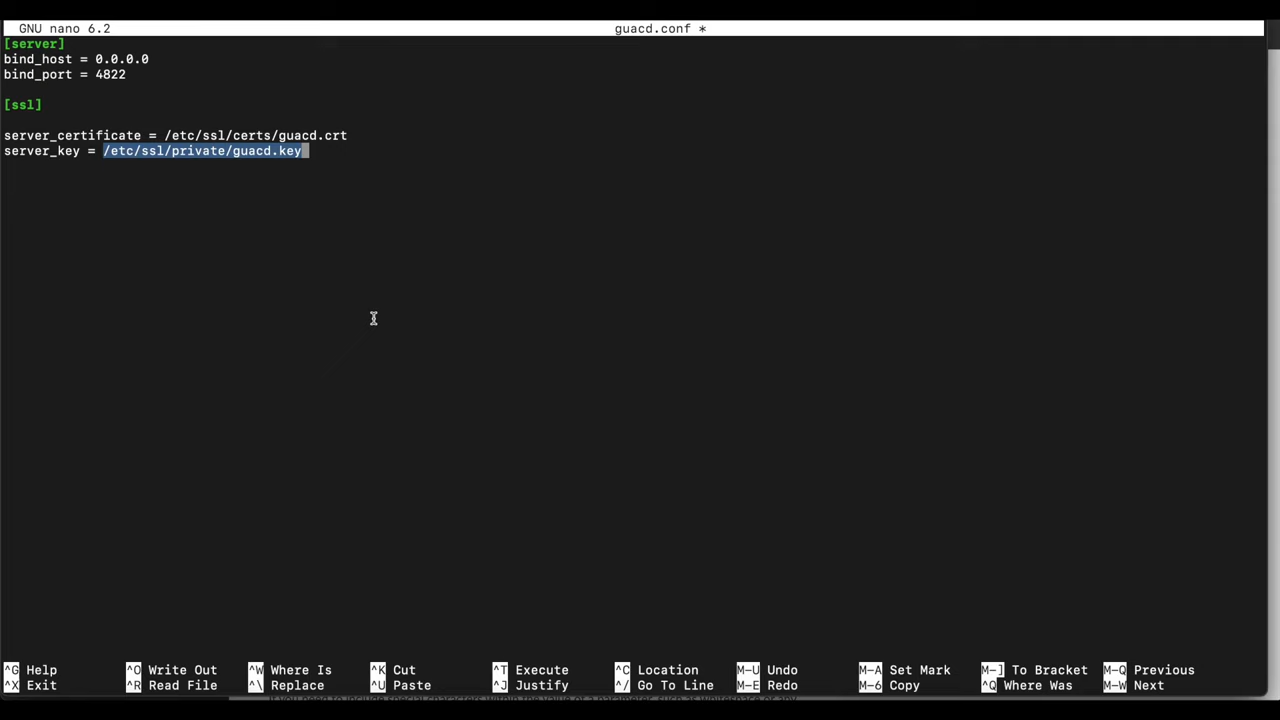 GNU nano 6.2 guacd.conf *
[server]
bind_host = 0.0.0.0
bind_port = 4822
[ssl]
server_certificate = /etc/ssl/certs/guacd.crt
server_key = /etc/ssl/private/guacd.key
^G Help ^O Write Out ^W Where Is ^K Cut ^T Execute ^C Location M-U Undo M-A Set Mark M-] To Bracket M-Q Previous
^X Exit ^R Read File ^\ Replace ^U Paste ^J Justify ^/ Go To Line M-E Redo M-6 Copy ^Q Where Was M-W Next